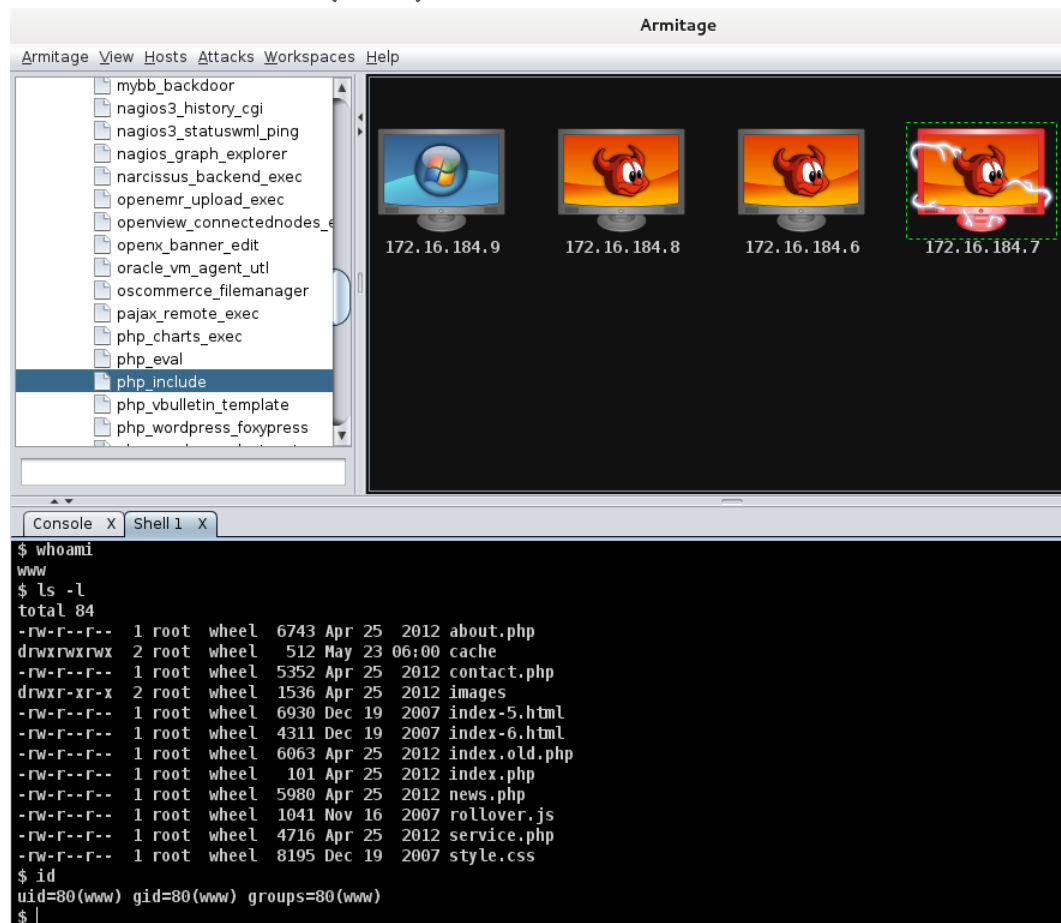 Armitage
Armitage View Hosts Attacks Workspaces Help
mybb_backdoor
nagios3_history_cgi
nagios3_statuswml_ping
nagios_graph_explorer
narcissus_backend_exec
openemr_upload_exec
openview_connectednodes_e
openx_banner_edit
oracle_vm_agent_utl
oscommerce_filemanager
pajax_remote_exec
php_charts_exec
php_eval
php_include
php_vbulletin_template
php_wordpress_foxypress
172.16.184.9 172.16.184.8 172.16.184.6 172.16.184.7
Console X Shell 1 X
$ whoami
www
$ ls -l
total 84
-rw-r--r-- 1 root wheel 6743 Apr 25 2012 about.php
drwxrwxrwx 2 root wheel 512 May 23 06:00 cache
-rw-r--r-- 1 root wheel 5352 Apr 25 2012 contact.php
drwxr-xr-x 2 root wheel 1536 Apr 25 2012 images
-rw-r--r-- 1 root wheel 6930 Dec 19 2007 index-5.html
-rw-r--r-- 1 root wheel 4311 Dec 19 2007 index-6.html
-rw-r--r-- 1 root wheel 6063 Apr 25 2012 index.old.php
-rw-r--r-- 1 root wheel 101 Apr 25 2012 index.php
-rw-r--r-- 1 root wheel 5980 Apr 25 2012 news.php
-rw-r--r-- 1 root wheel 1041 Nov 16 2007 rollover.js
-rw-r--r-- 1 root wheel 4716 Apr 25 2012 service.php
-rw-r--r-- 1 root wheel 8195 Dec 19 2007 style.css
$ id
uid=80(www) gid=80(www) groups=80(www)
$